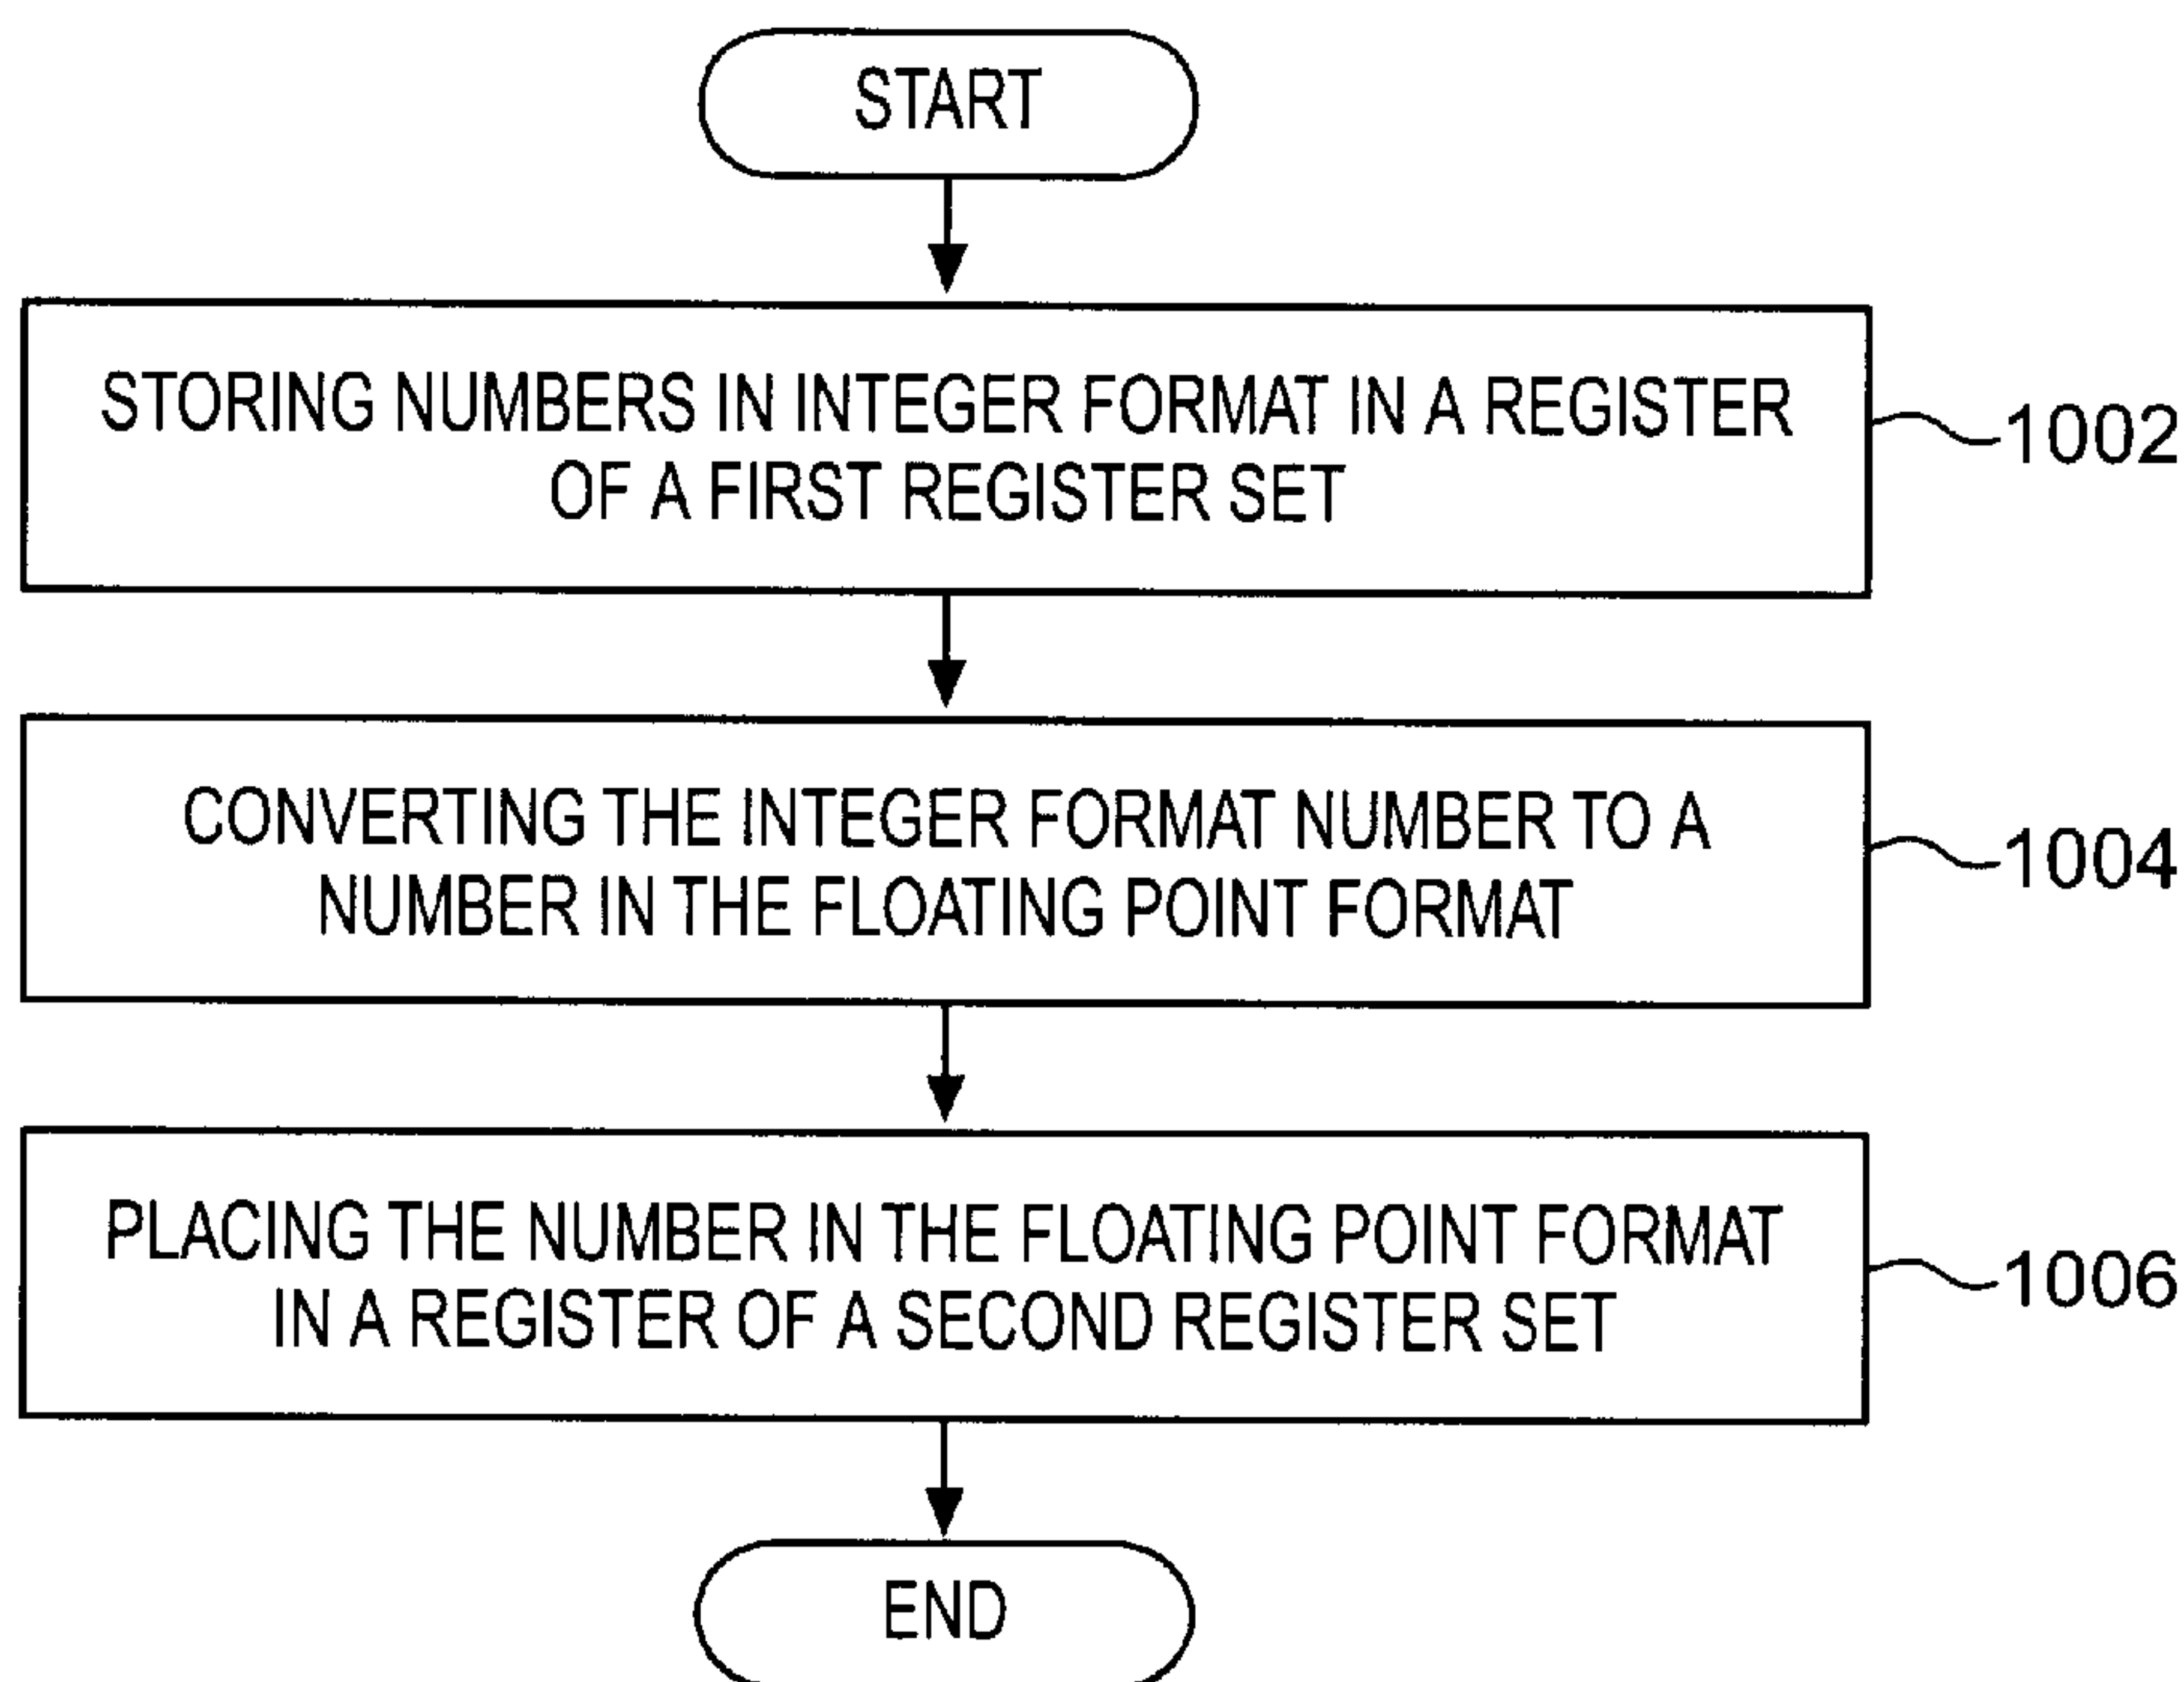 START
STORING NUMBERS IN INTEGER FORMAT IN A REGISTER
OF A FIRST REGISTER SET
1002
CONVERTING THE INTEGER FORMAT NUMBER TO A
NUMBER IN THE FLOATING POINT FORMAT
1004
PLACING THE NUMBER IN THE FLOATING POINT FORMAT
IN A REGISTER OF A SECOND REGISTER SET
1006
END